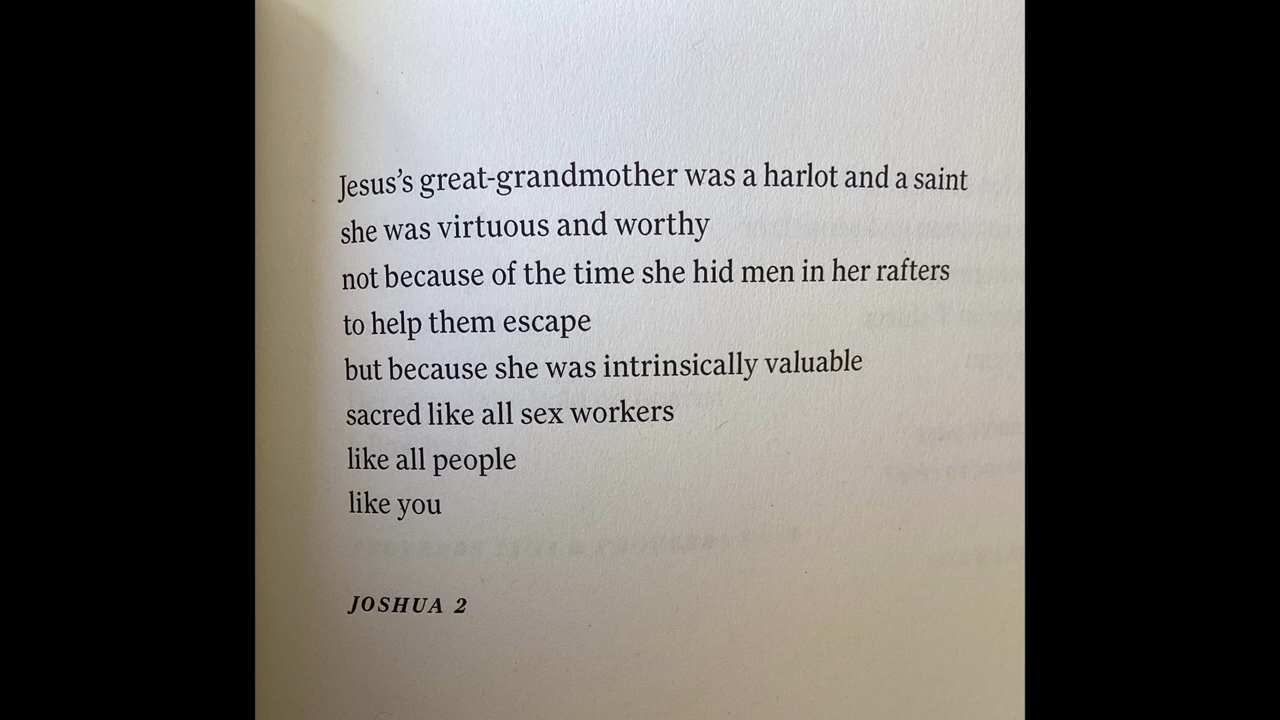 Jesus’s great-grandmother was a harlot and a saint
she was virtuous and worthy
not because of the time she hid men in her rafters
to help them escape
but because she was intrinsically valuable
sacred like all sex workers
like all people
like you
JOSHUA 2